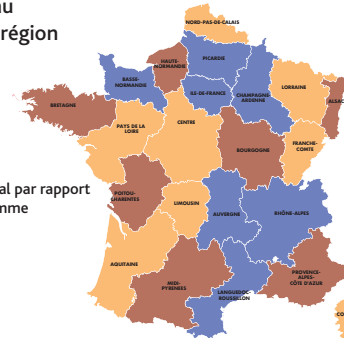 au
région
NORD-PAS-DE-CALAIS
HAUTE-
NORMANDIE
PICARDIE
BASSE-
NORMANDIE
ILE-DE-FRANCE
CHAMPAGNE-
ARDENNE
LORRAINE
ALSAC
BRETAGNE
PAYS DE LA
LOIRE
CENTRE
BOURGOGNE
FRANCHE-
COMTE
al par rapport
mme
POITOU-
CHARENTES
LIMOUSIN
AUVERGNE
RHÔNE-ALPES
AQUITAINE
MIDI-
PYRENEES
LANGUEDOC-
ROUSSILLON
PROVENCE-
ALPES-
CÔTE D'AZUR
CO